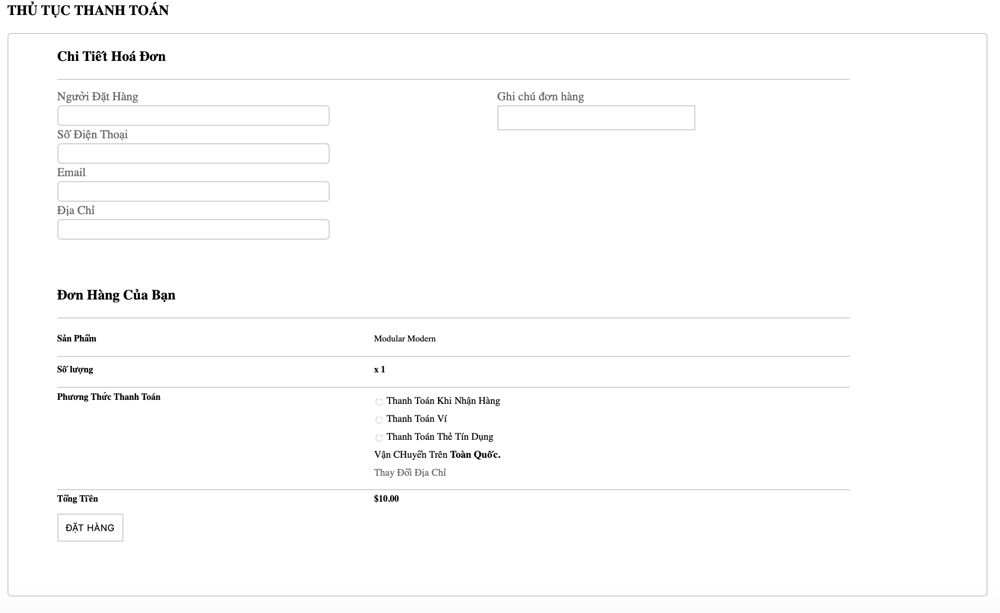 THỦ TỤC THANH TOÁN
Chi Tiết Hoá Đơn
Người Đặt Hàng
Ghi chú đơn hàng
Số Điện Thoại
Email
Địa Chỉ
Đơn Hàng Của Bạn
Sản Phẩm
Modular Modern
Số lượng
x 1
Phương Thức Thanh Toán
Thanh Toán Khi Nhận Hàng
Thanh Toán Ví
Thanh Toán Thẻ Tín Dụng
Vận CHuyển Trên Toàn Quốc.
Thay Đổi Địa Chỉ
Tổng Tiền
$10.00
ĐẶT HÀNG